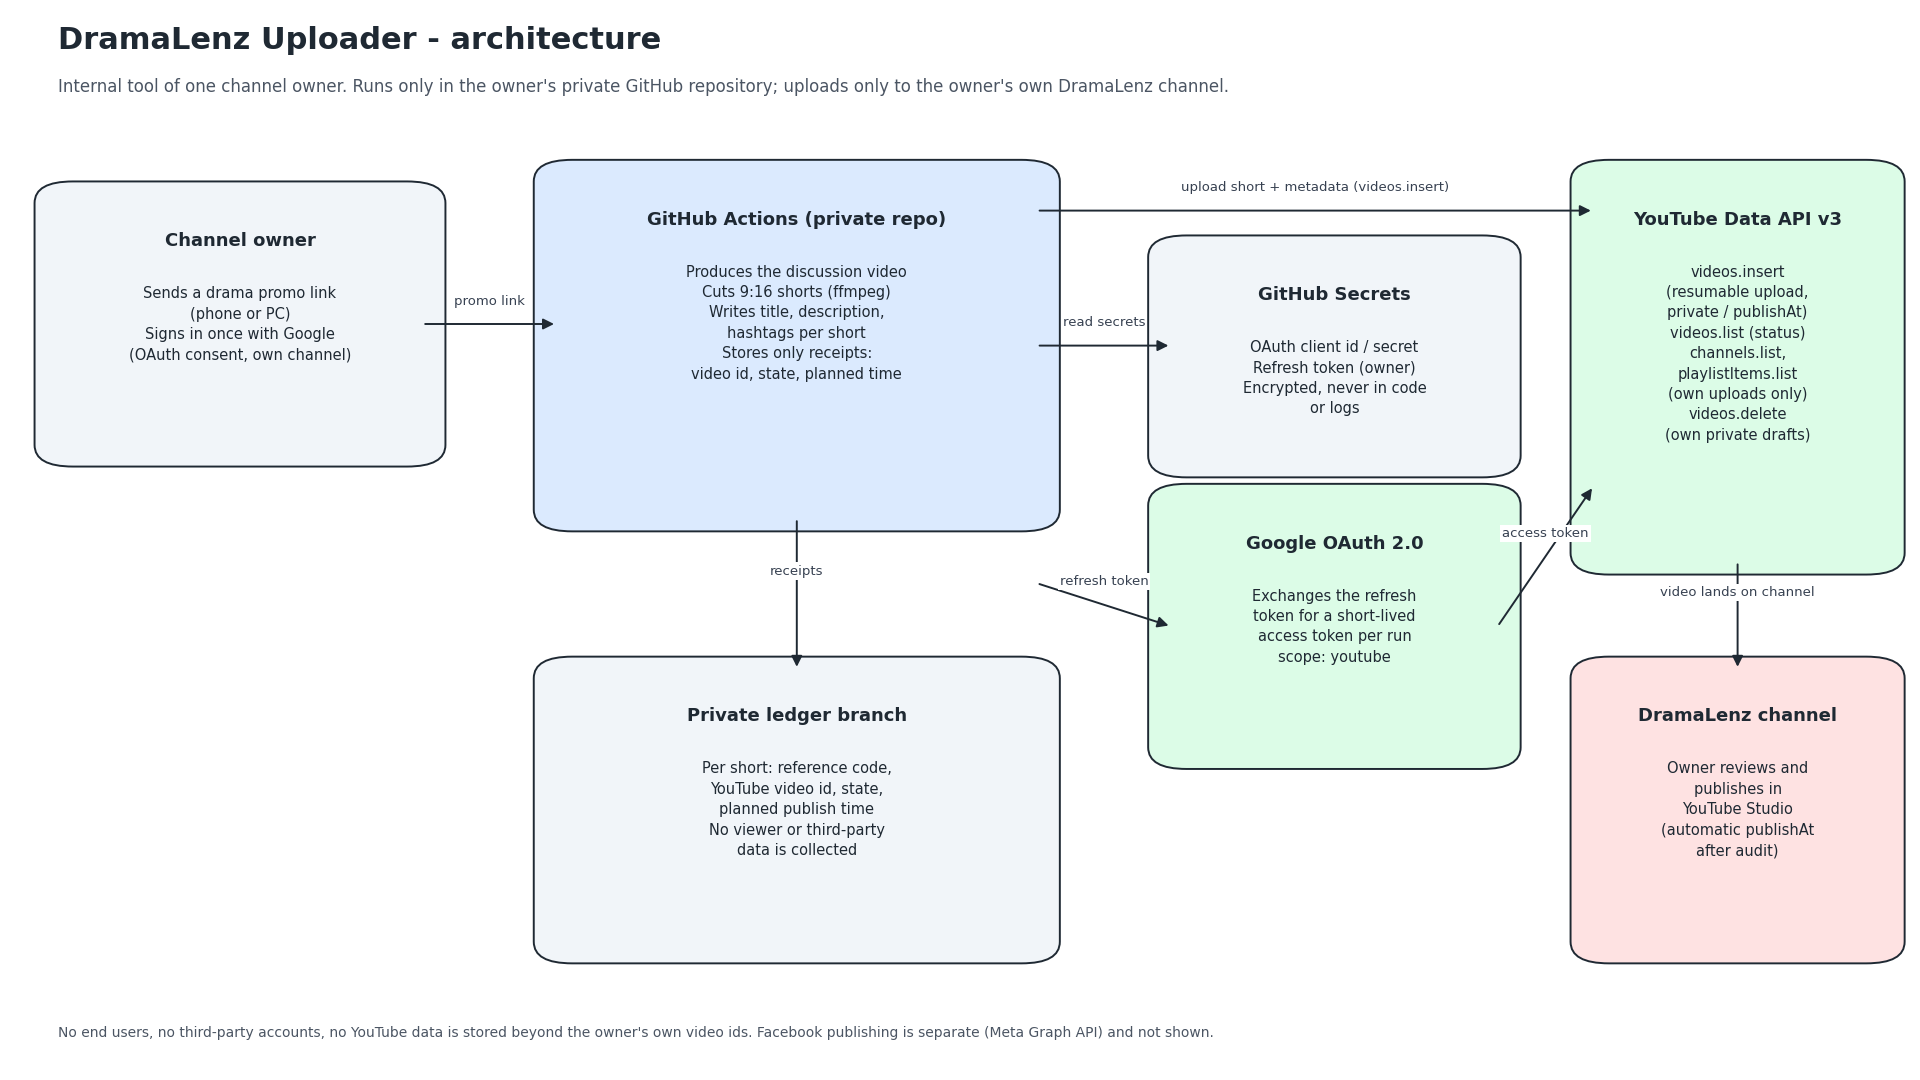 DramaLenz Uploader - architecture
Internal tool of one channel owner. Runs only in the owner's private GitHub repository; uploads only to the owner's own DramaLenz channel.
Channel owner
Sends a drama promo link
(phone or PC)
Signs in once with Google
(OAuth consent, own channel)
promo link
GitHub Actions (private repo)
Produces the discussion video
Cuts 9:16 shorts (ffmpeg)
Writes title, description,
hashtags per short
Stores only receipts:
video id, state, planned time
upload short + metadata (videos.insert)
read secrets
GitHub Secrets
OAuth client id / secret
Refresh token (owner)
Encrypted, never in code
or logs
YouTube Data API v3
videos.insert
(resumable upload,
private / publishAt)
videos.list (status)
channels.list,
playlistItems.list
(own uploads only)
videos.delete
(own private drafts)
receipts
refresh token
Google OAuth 2.0
Exchanges the refresh
token for a short-lived
access token per run
scope: youtube
access token
video lands on channel
Private ledger branch
Per short: reference code,
YouTube video id, state,
planned publish time
No viewer or third-party
data is collected
DramaLenz channel
Owner reviews and
publishes in
YouTube Studio
(automatic publishAt
after audit)
No end users, no third-party accounts, no YouTube data is stored beyond the owner's own video ids. Facebook publishing is separate (Meta Graph API) and not shown.